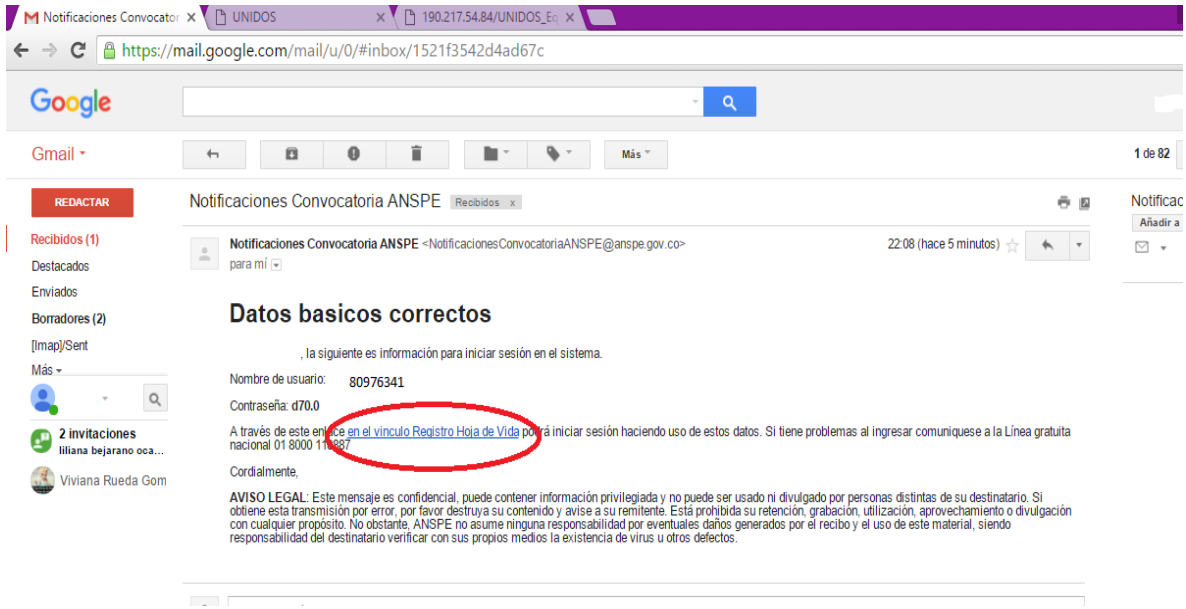 Notificaciones Convocator
UNIDOS
190.217.54.84/UNIDOS_Eq
https://mail.google.com/mail/u/0/#inbox/1521f3542d4ad67c
Google
Gmail
Más
1 de 82
REDACTAR
Notificaciones Convocatoria ANSPE Recibidos x
Notificac
Añadir a
Recibidos (1)
Destacados
Enviados
Borradores (2)
[Imap]/Sent
Más
2 invitaciones
liliana bejarano oca...
Viviana Rueda Gom
Notificaciones Convocatoria ANSPE <NotificacionesConvocatoriaANSPE@anspe.gov.co>
22:08 (hace 5 minutos)
para mí
Datos basicos correctos
, la siguiente es información para iniciar sesión en el sistema.
Nombre de usuario: 80976341
Contraseña: d70.0
A través de este enlace en el vinculo Registro Hoja de Vida podrá iniciar sesión haciendo uso de estos datos. Si tiene problemas al ingresar comuniquese a la Línea gratuita
nacional 01 8000
Cordialmente,
AVISO LEGAL: Este mensaje es confidencial, puede contener información privilegiada y no puede ser usado ni divulgado por personas distintas de su destinatario. Si
obtiene esta transmisión por error, por favor destruya su contenido y avise a su remitente. Está prohibida su retención, grabación, utilización, aprovechamiento o divulgación
con cualquier propósito. No obstante, ANSPE no asume ninguna responsabilidad por eventuales daños generados por el recibo y el uso de este material, siendo
responsabilidad del destinatario verificar con sus propios medios la existencia de virus u otros defectos.